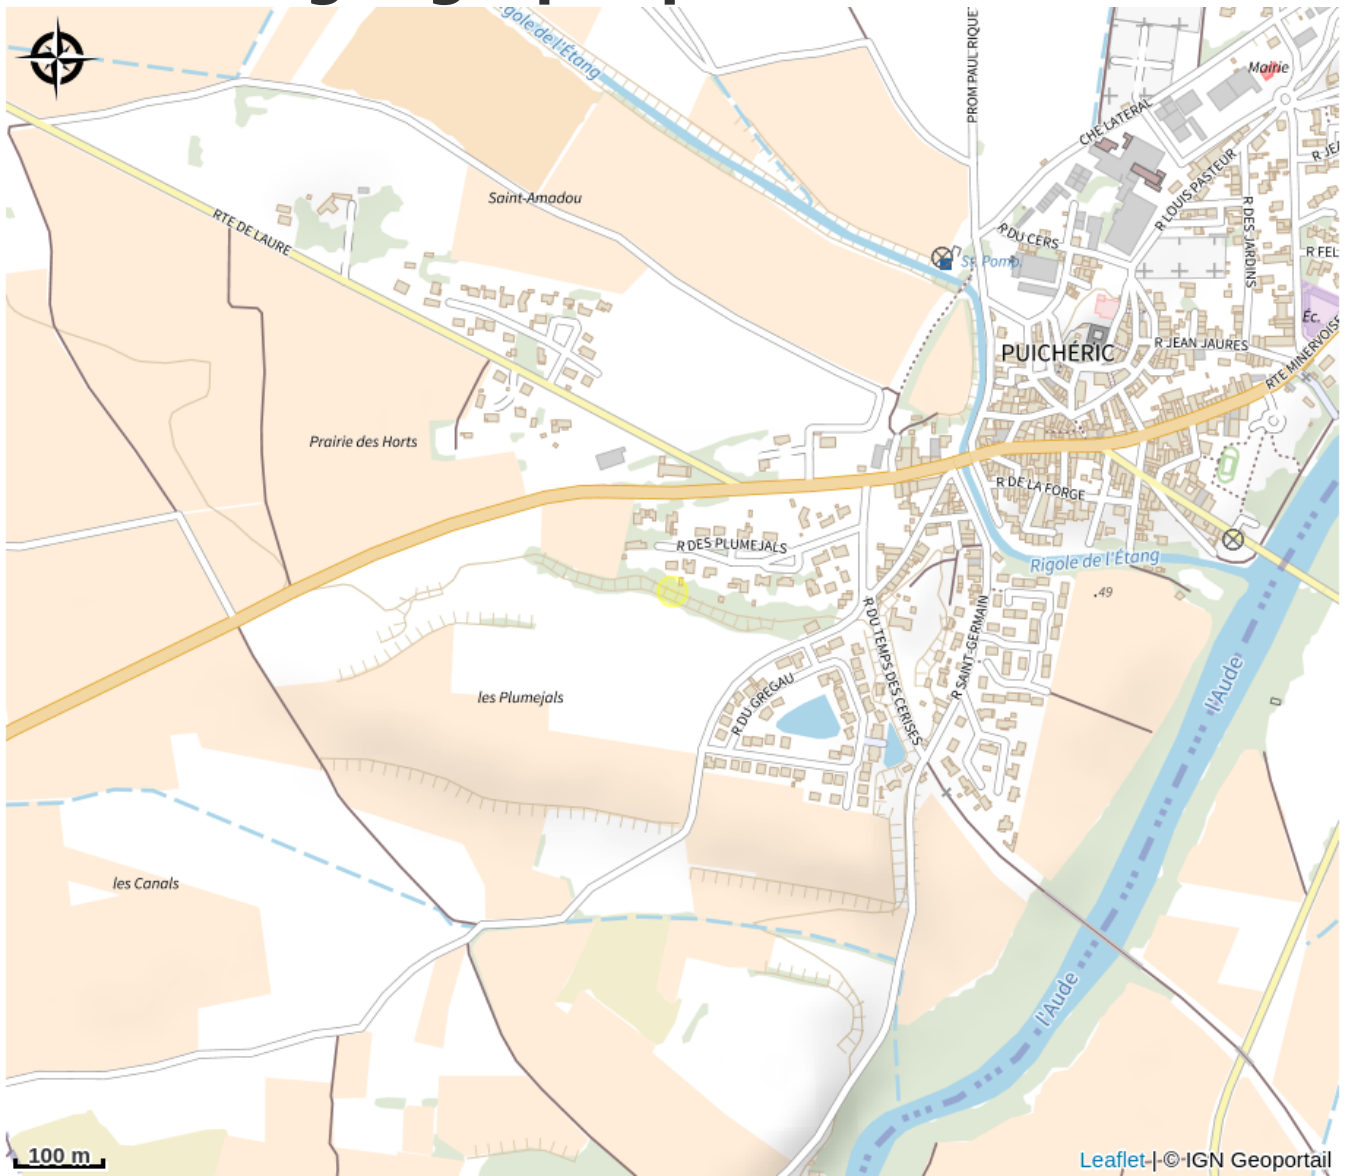 Rigole de l'Étang
PROM PAUL RIQUE
Mairie
CHE LATERAL
R JEA
R LOUIS PASTEUR
Saint-Amadou
R DES JARDINS
RTE DE LAURE
R DU CERS
R FEL
St. Pomp.
Éc.
PUICHÉRIC
R JEAN JAURES
RTE MINERVOISE
Prairie des Horts
R DE LA FORGE
R DES PLUMEJALS
Rigole de l'Étang
.49
R DU TEMPS DES CERISES
R SAINT-GERMAIN
l'Aude
les Plumejals
R DU GREGAU
les Canals
l'Aude
100 m
Leaflet | © IGN Geoportail